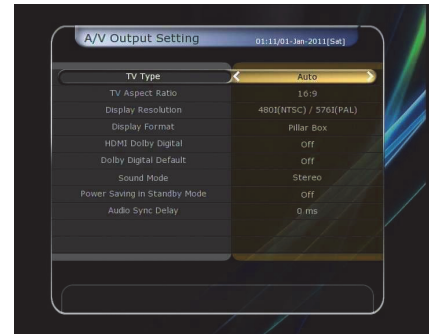 A/V Output Setting 01:11/01-Jan-2011[Sat]
TV Type Auto
TV Aspect Ratio 16:9
Display Resolution 480I(NTSC) / 576I(PAL)
Display Format Pillar Box
HDMI Dolby Digital Off
Dolby Digital Default Off
Sound Mode Stereo
Power Saving in Standby Mode Off
Audio Sync Delay 0 ms